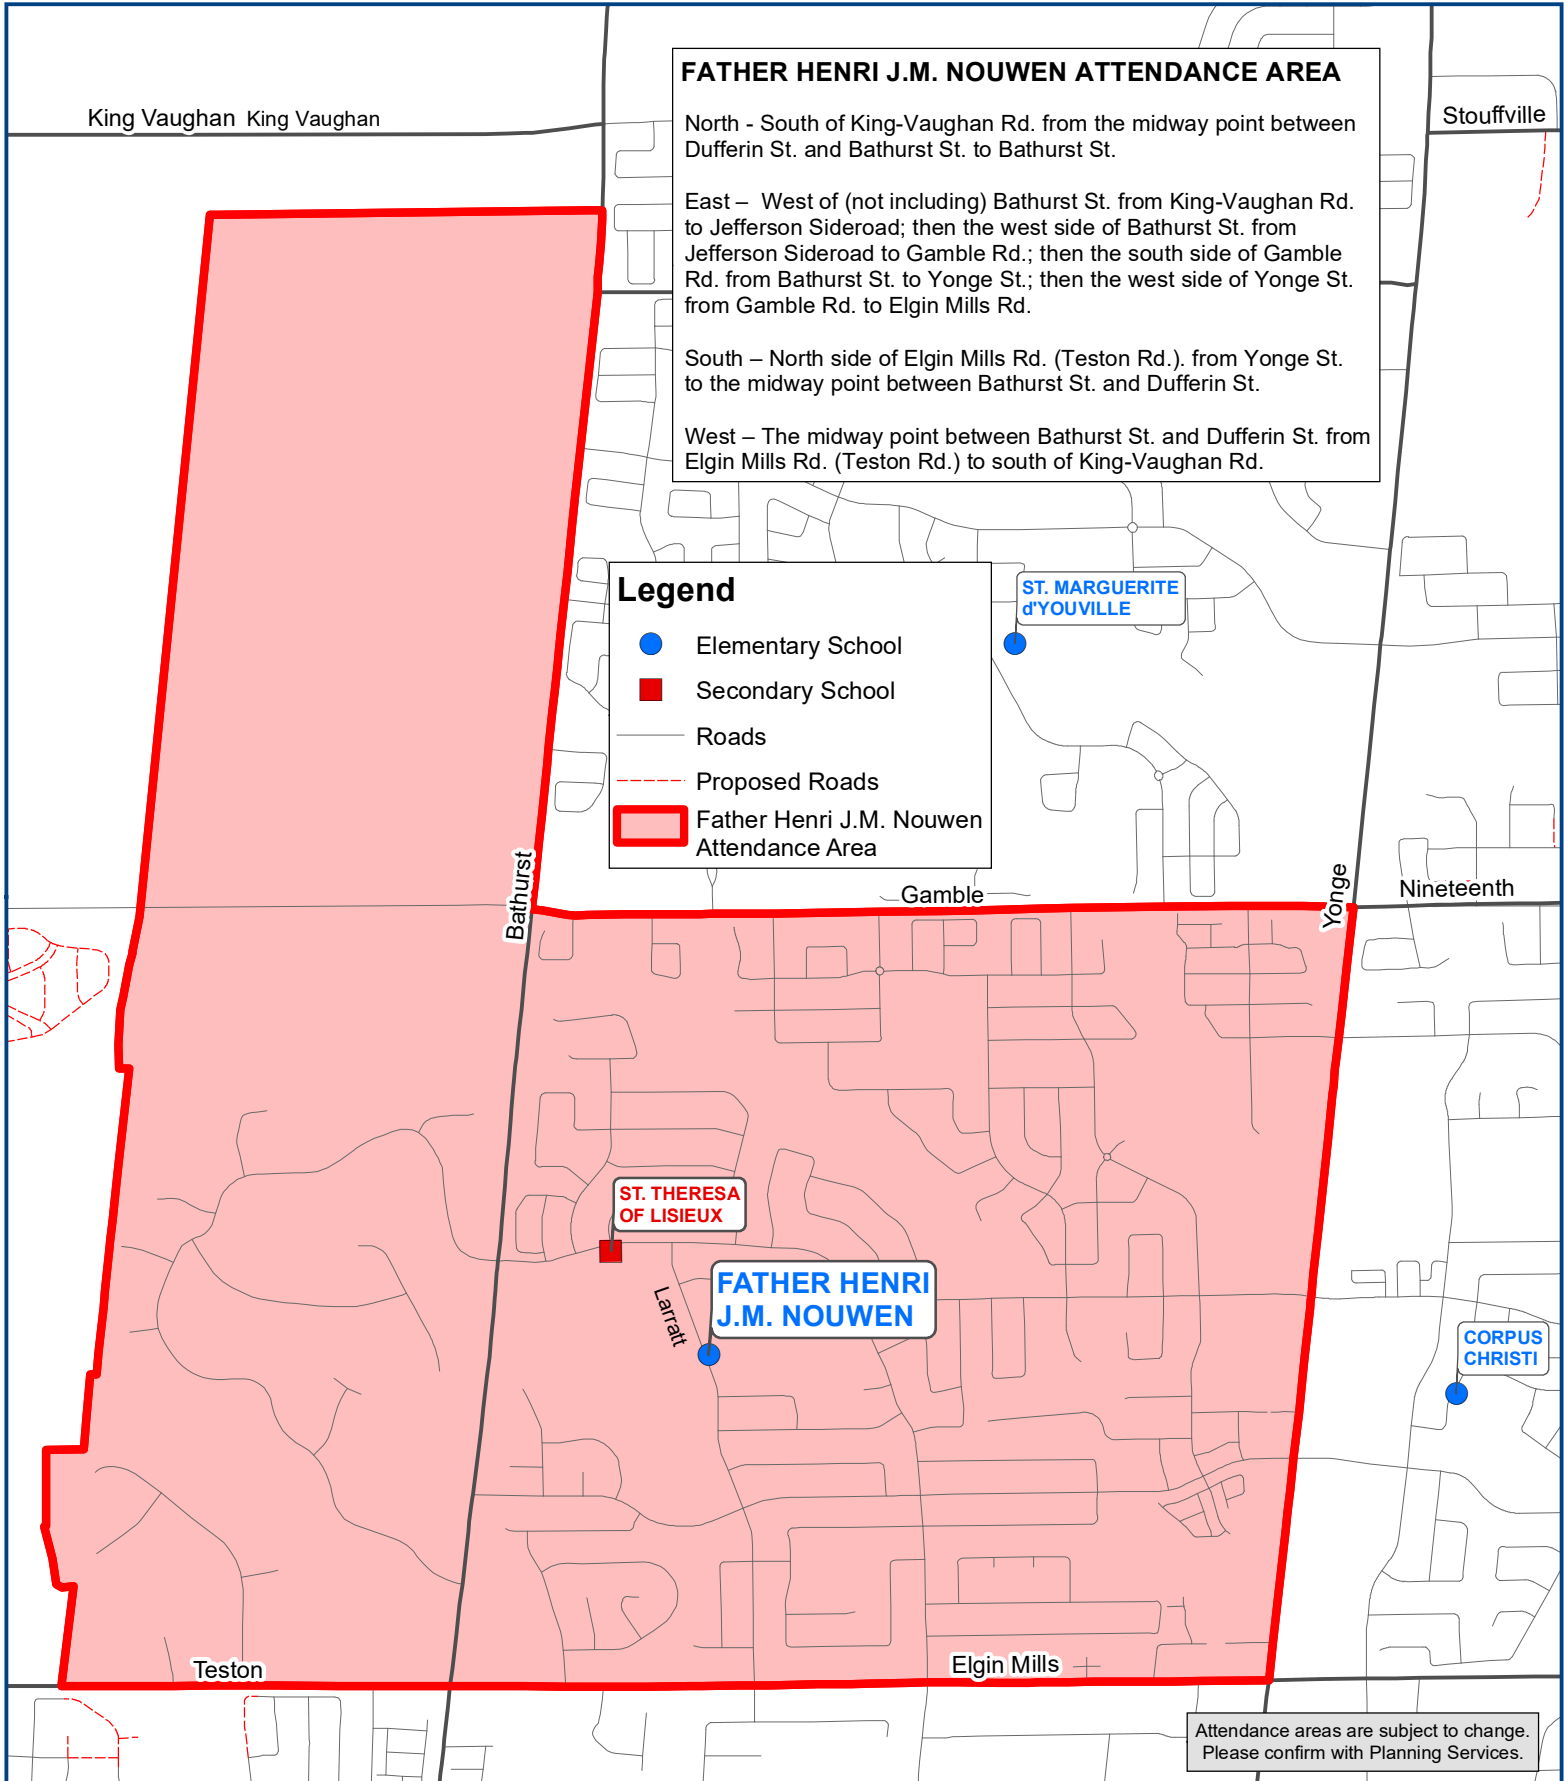 FATHER HENRI J.M. NOUWEN ATTENDANCE AREA
King Vaughan King Vaughan
Stouffville
North - South of King-Vaughan Rd. from the midway point between
Dufferin St. and Bathurst St. to Bathurst St.
East – West of (not including) Bathurst St. from King-Vaughan Rd.
to Jefferson Sideroad; then the west side of Bathurst St. from
Jefferson Sideroad to Gamble Rd.; then the south side of Gamble
Rd. from Bathurst St. to Yonge St.; then the west side of Yonge St.
from Gamble Rd. to Elgin Mills Rd.
South – North side of Elgin Mills Rd. (Teston Rd.). from Yonge St.
to the midway point between Bathurst St. and Dufferin St.
West – The midway point between Bathurst St. and Dufferin St. from
Elgin Mills Rd. (Teston Rd.) to south of King-Vaughan Rd.
Legend
Elementary School
Secondary School
Roads
Proposed Roads
Father Henri J.M. Nouwen
Attendance Area
ST. MARGUERITE
d'YOUVILLE
Bathurst
Gamble
Yonge
Nineteenth
ST. THERESA
OF LISIEUX
Larratt
FATHER HENRI
J.M. NOUWEN
CORPUS
CHRISTI
Teston
Elgin Mills
Attendance areas are subject to change.
Please confirm with Planning Services.